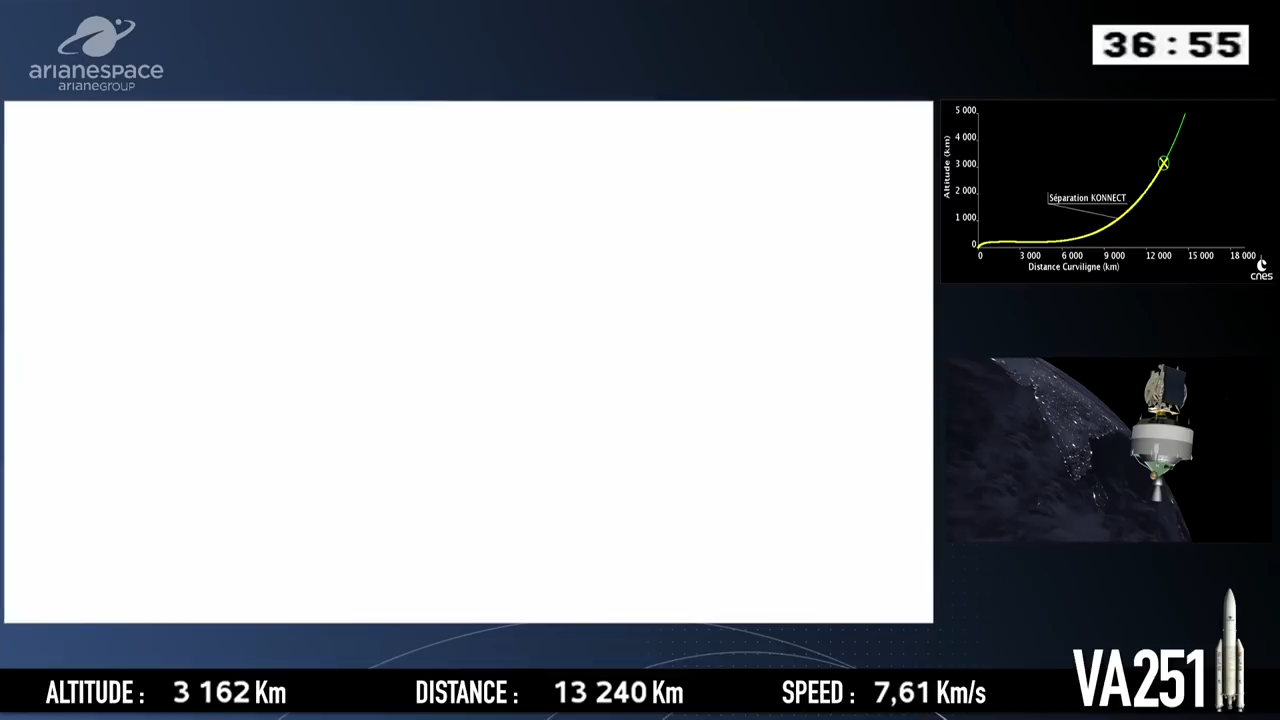 arianespace
arianeGROUP
36 : 55
5 000
4 000
3 000
2 000
1 000
0
Altitude (km)
Séparation KONNECT
0 3 000 6 000 9 000 12 000 15 000 18 000
Distance Curviligne (km)
cnes
ALTITUDE : 3 162 Km DISTANCE : 13 240 Km SPEED : 7,61 Km/s
VA251